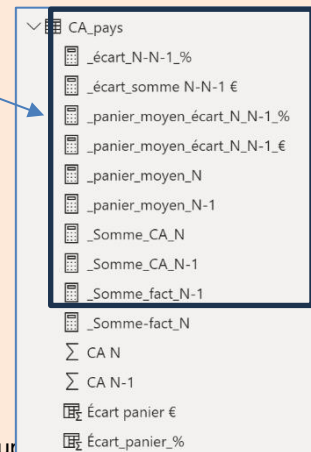 CA_pays
_écart_N-N-1_%
_écart_somme N-N-1 €
_panier_moyen_écart_N_N-1_%
_panier_moyen_écart_N_N-1_€
_panier_moyen_N
_panier_moyen_N-1
_Somme_CA_N
_Somme_CA_N-1
_Somme_fact_N-1
_Somme-fact_N
CA N
CA N-1
Écart panier €
Écart_panier_%